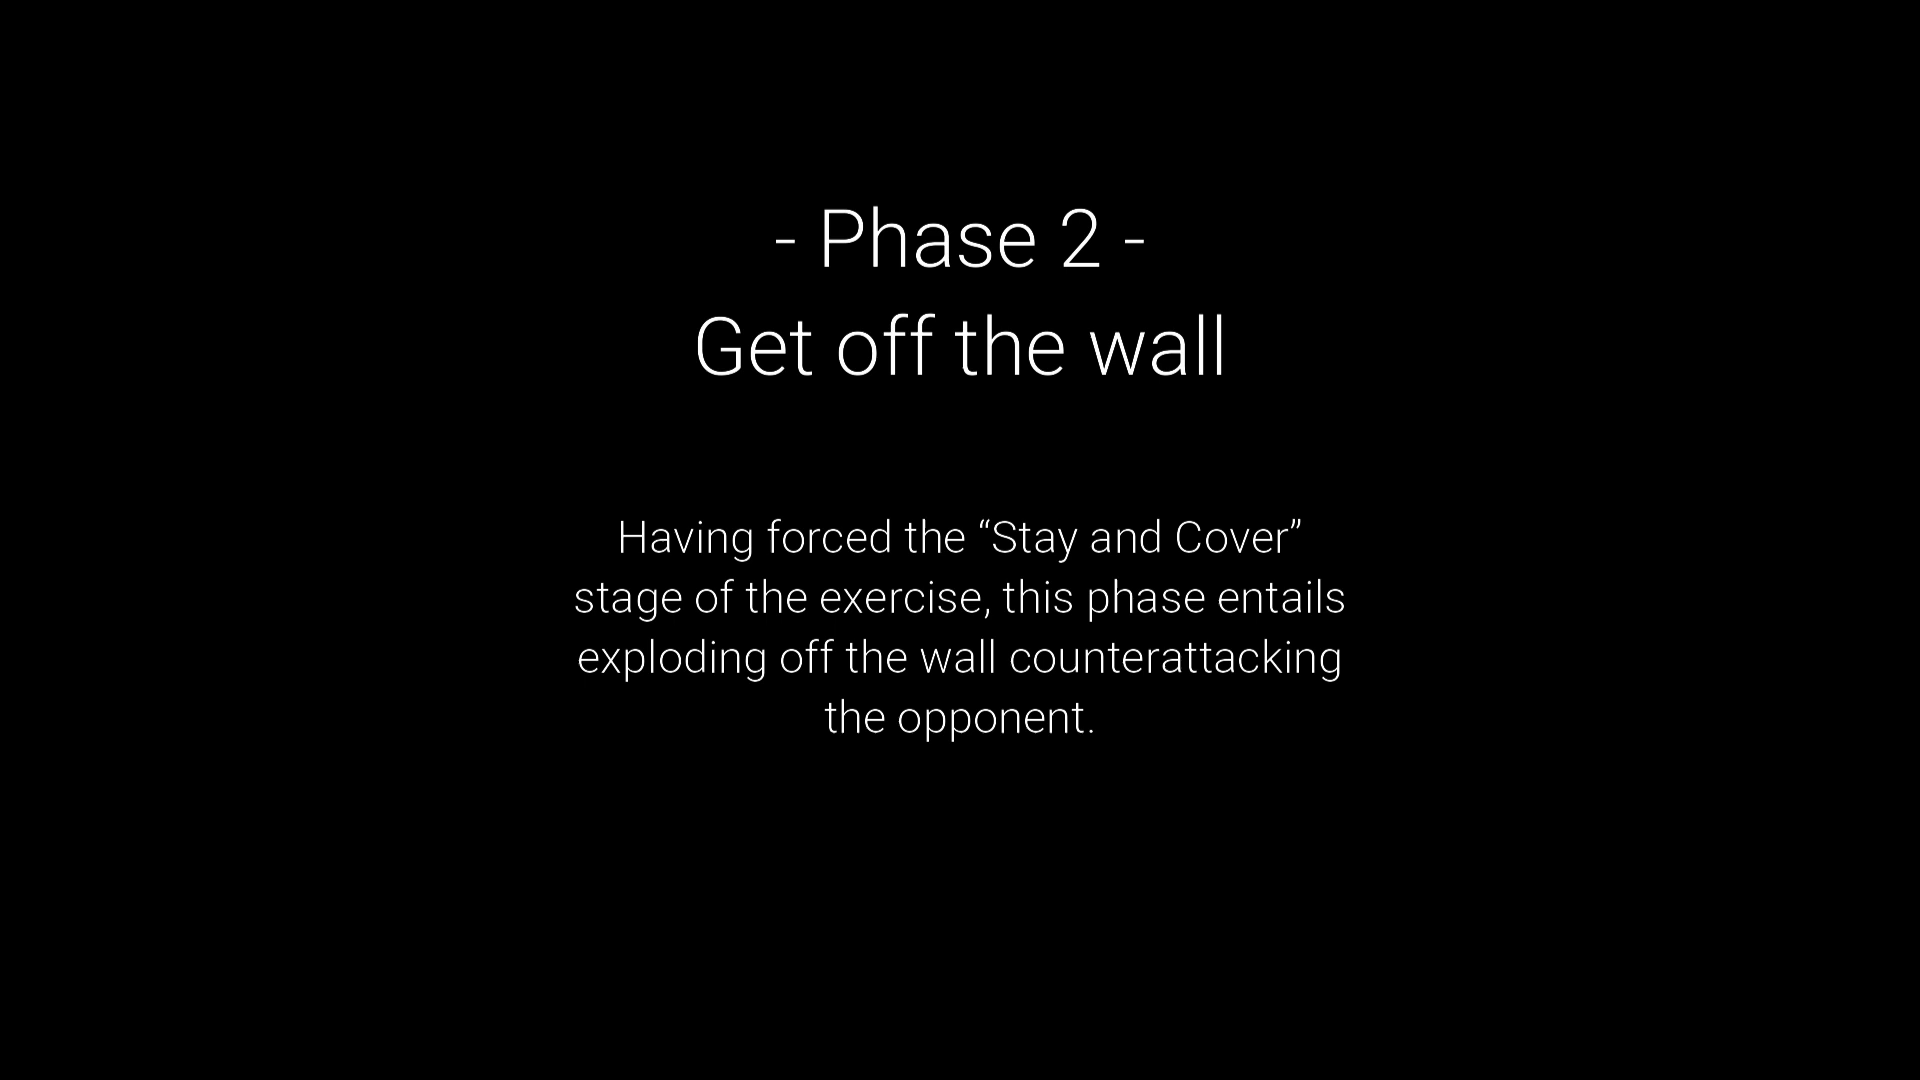 - Phase 2 -
Get off the wall
Having forced the “Stay and Cover”
stage of the exercise, this phase entails
exploding off the wall counterattacking
the opponent.